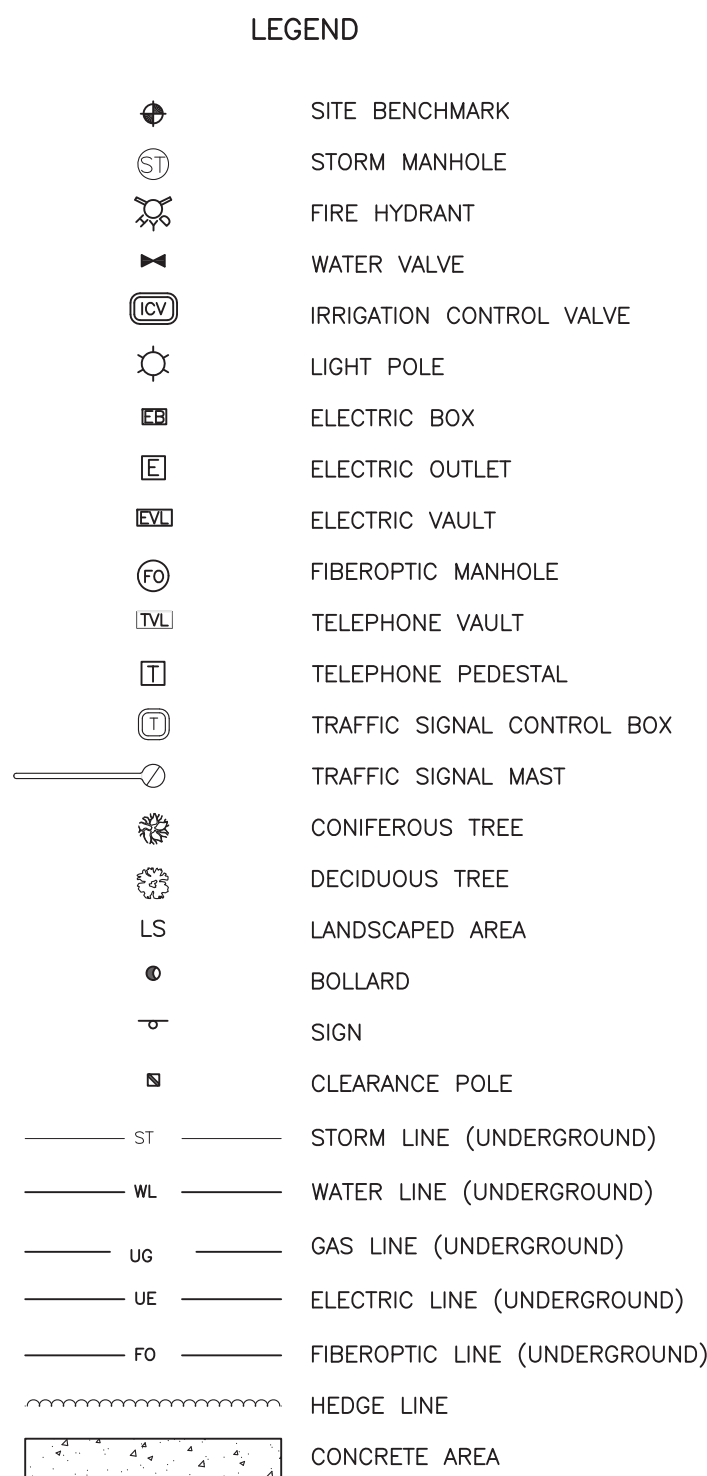 LEGEND
SITE BENCHMARK
ST STORM MANHOLE
HYD FIRE HYDRANT
WATER VALVE
ICV IRRIGATION CONTROL VALVE
LIGHT POLE
EB ELECTRIC BOX
E ELECTRIC OUTLET
EVL ELECTRIC VAULT
FO FIBEROPTIC MANHOLE
TVL TELEPHONE VAULT
T TELEPHONE PEDESTAL
T TRAFFIC SIGNAL CONTROL BOX
TRAFFIC SIGNAL MAST
CONIFEROUS TREE
DECIDUOUS TREE
LS LANDSCAPED AREA
BOLLARD
SIGN
CLEARANCE POLE
ST STORM LINE (UNDERGROUND)
WL WATER LINE (UNDERGROUND)
UG GAS LINE (UNDERGROUND)
UE ELECTRIC LINE (UNDERGROUND)
FO FIBEROPTIC LINE (UNDERGROUND)
HEDGE LINE
CONCRETE AREA